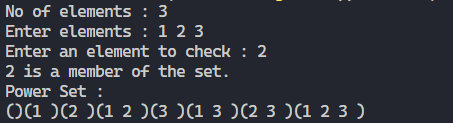 No of elements : 3
Enter elements : 1 2 3
Enter an element to check : 2
2 is a member of the set.
Power Set :
()(1 )(2 )(1 2 )(3 )(1 3 )(2 3 )(1 2 3 )